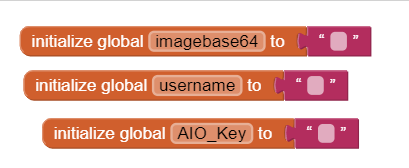 initialize global imagebase64 to “ ”
initialize global username to “ ”
initialize global AIO_Key to “ ”